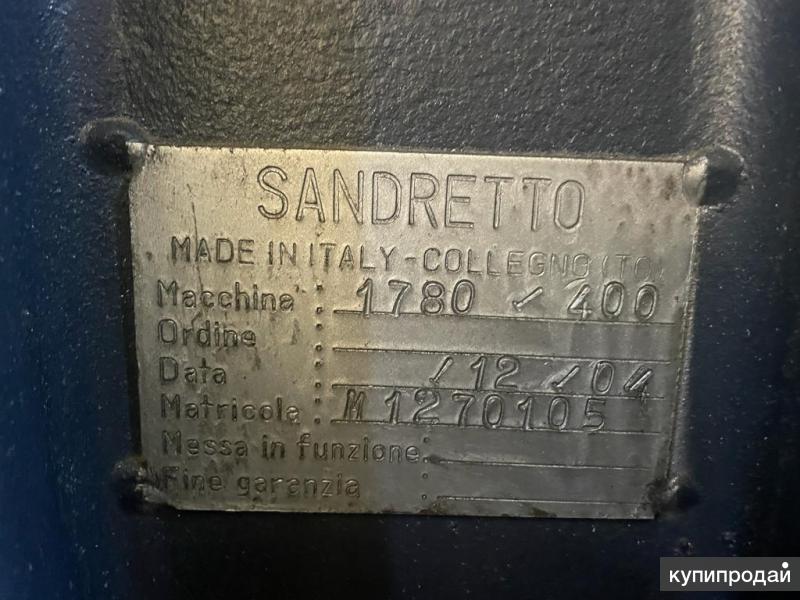 SANDRETTO
MADE IN ITALY - COLLEGNO (TO)
Macchina : 1780 / 400
Ordine :
Data : / 12 / 04
Matricola : M 1270105
Messa in funzione :
Fine garanzia :
купипродай